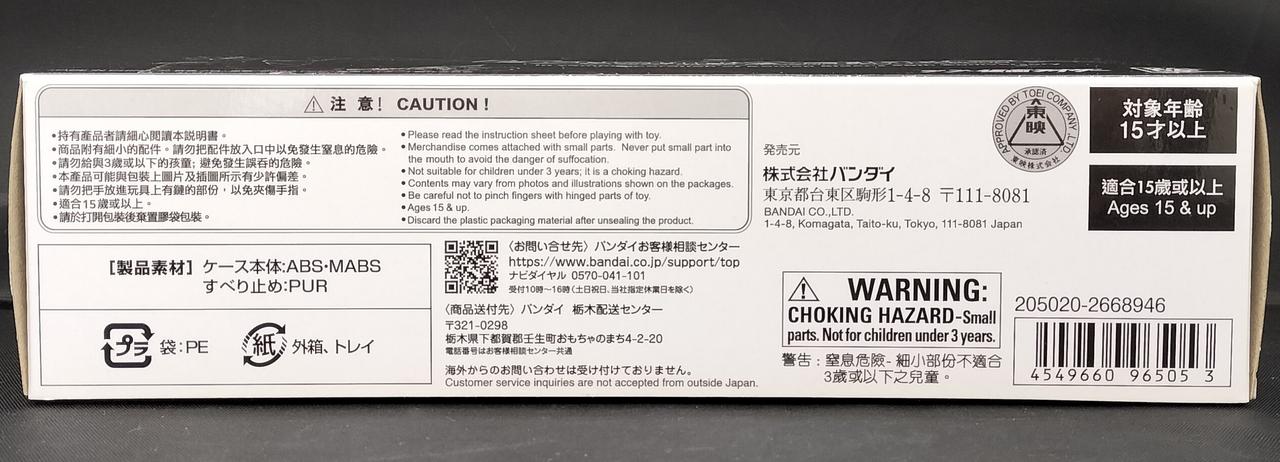 ⚠注 意! CAUTION!
•持有產品者請細心閲讀本説明書。
•商品附有細小的配件。請勿把配件放入口中以免發生窒息的危險。
•請勿給與3歲或以下的孩童; 避免發生誤吞的危險。
•本產品可能與包裝上圖片及插圖所示有少許偏差。
•請勿把手放進玩具上有鏈的部份，以免夾傷手指。
•適合15歲或以上。
•請於打開包裝後棄置膠袋包裝。
•Please read the instruction sheet before playing with toy.
•Merchandise comes attached with small parts. Never put small part into
the mouth to avoid the danger of suffocation.
•Not suitable for children under 3 years; it is a choking hazard.
•Contents may vary from photos and illustrations shown on the packages.
•Be careful not to pinch fingers with hinged parts of toy.
•Ages 15 & up.
•Discard the plastic packaging material after unsealing the product.
[製品素材] ケース本体:ABS・MABS
すべり止め:PUR
プラ 袋:PE
紙 外箱、トレイ
〈お問い合せ先〉バンダイお客様相談センター
https://www.bandai.co.jp/support/top
ナビダイヤル 0570-041-101
受付10時〜16時(土日祝日、当社指定休業日を除く)
〈商品送付先〉バンダイ 栃木配送センター
〒321-0298
栃木県下都賀郡壬生町おもちゃのまち4-2-20
電話番号はお客様相談センター共通
海外からのお問い合わせは受け付けておりません。
Customer service inquiries are not accepted from outside Japan.
発売元
株式会社バンダイ
東京都台東区駒形1-4-8 〒111-8081
BANDAI CO.,LTD.
1-4-8, Komagata, Taito-ku, Tokyo, 111-8081 Japan
APPROVED BY TOEI COMPANY, LTD.
東映
承認済
東映株式会社
対象年齢
15才以上
適合15歲或以上
Ages 15 & up
⚠ WARNING:
CHOKING HAZARD-Small
parts. Not for children under 3 years.
警告：窒息危險- 細小部份不適合
3歲或以下之兒童。
205020-2668946
4549660 96505 3